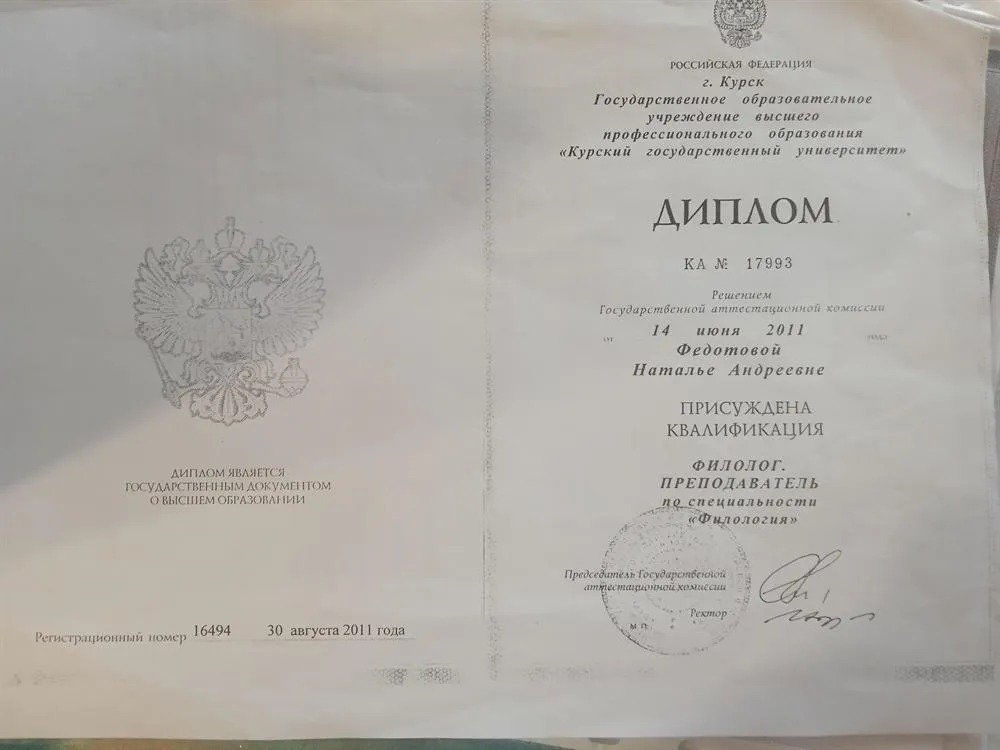 ДИПЛОМ ЯВЛЯЕТСЯ
ГОСУДАРСТВЕННЫМ ДОКУМЕНТОМ
О ВЫСШЕМ ОБРАЗОВАНИИ
Регистрационный номер 16494 30 августа 2011 года
РОССИЙСКАЯ ФЕДЕРАЦИЯ
г. Курск
Государственное образовательное
учреждение высшего
профессионального образования
«Курский государственный университет»
ДИПЛОМ
КА № 17993
Решением
Государственной аттестационной комиссии
от 14 июня 2011 года
Федотовой
Наталье Андреевне
ПРИСУЖДЕНА
КВАЛИФИКАЦИЯ
ФИЛОЛОГ.
ПРЕПОДАВАТЕЛЬ
по специальности
«Филология»
Председатель Государственной
аттестационной комиссии
Ректор
М.П.